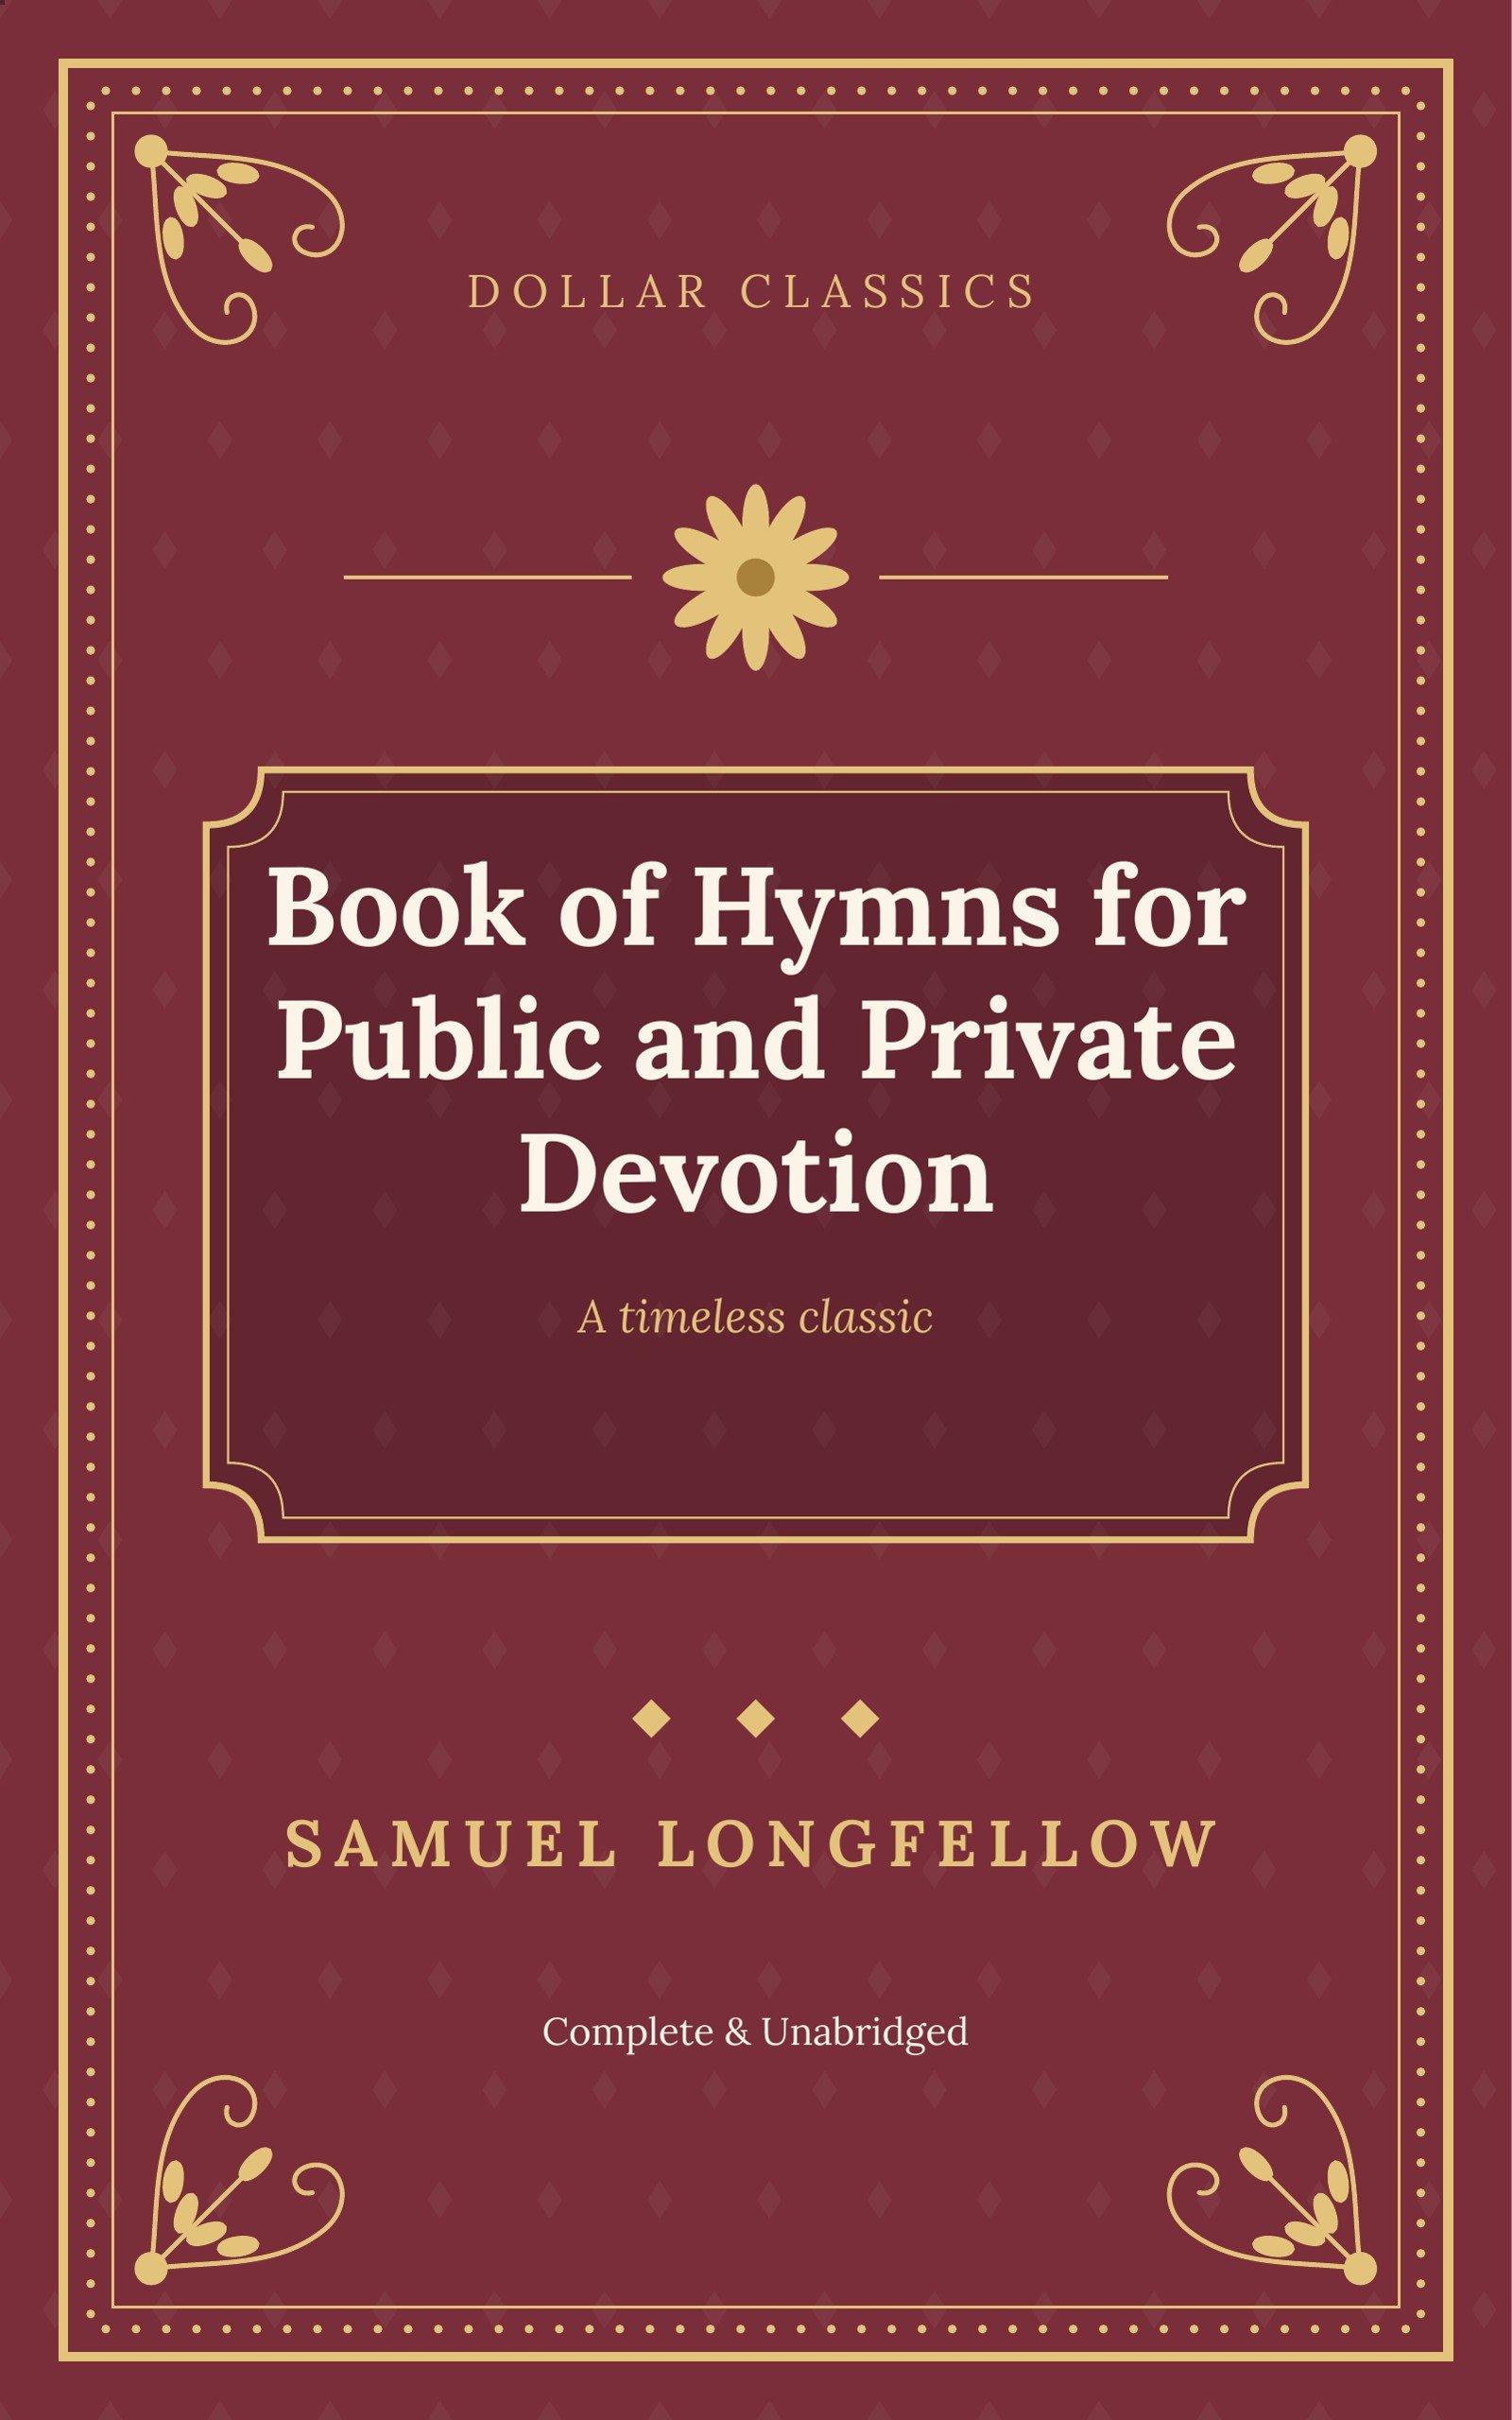 DOLLAR CLASSICS
Book of Hymns for
Public and Private
Devotion
A timeless classic
SAMUEL LONGFELLOW
Complete & Unabridged